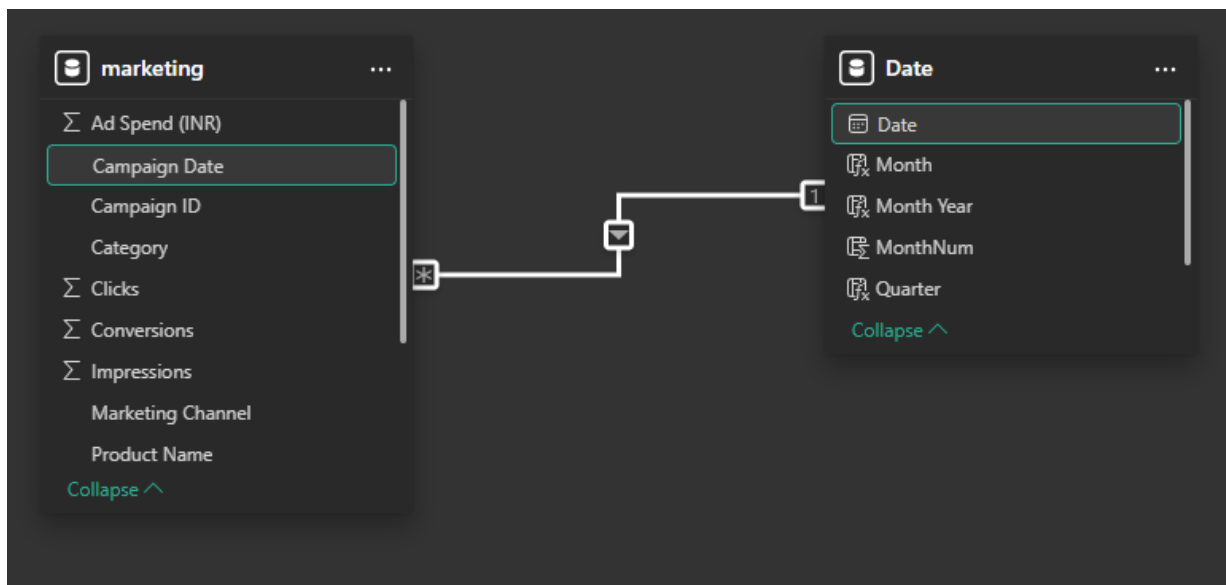 marketing
Ad Spend (INR)
Campaign Date
Campaign ID
Category
Clicks
Conversions
Impressions
Marketing Channel
Product Name
Collapse
*
1
Date
Date
Month
Month Year
MonthNum
Quarter
Collapse